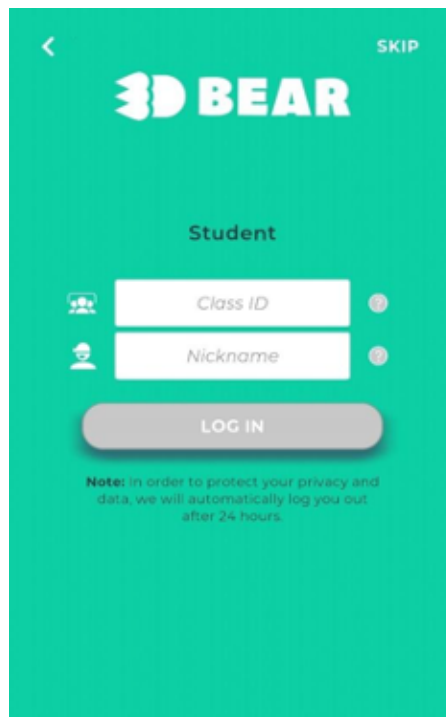 SKIP
3D BEAR
Student
Class ID
?
Nickname
?
LOG IN
Note: In order to protect your privacy and
data, we will automatically log you out
after 24 hours.